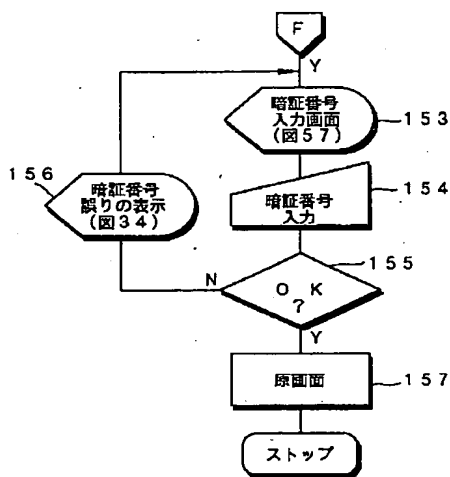 F
Y
暗証番号
入力画面
(図57)
153
156
暗証番号
誤りの表示
(図34)
154
暗証番号
入力
155
N
O K
?
Y
原画面
157
ストップ